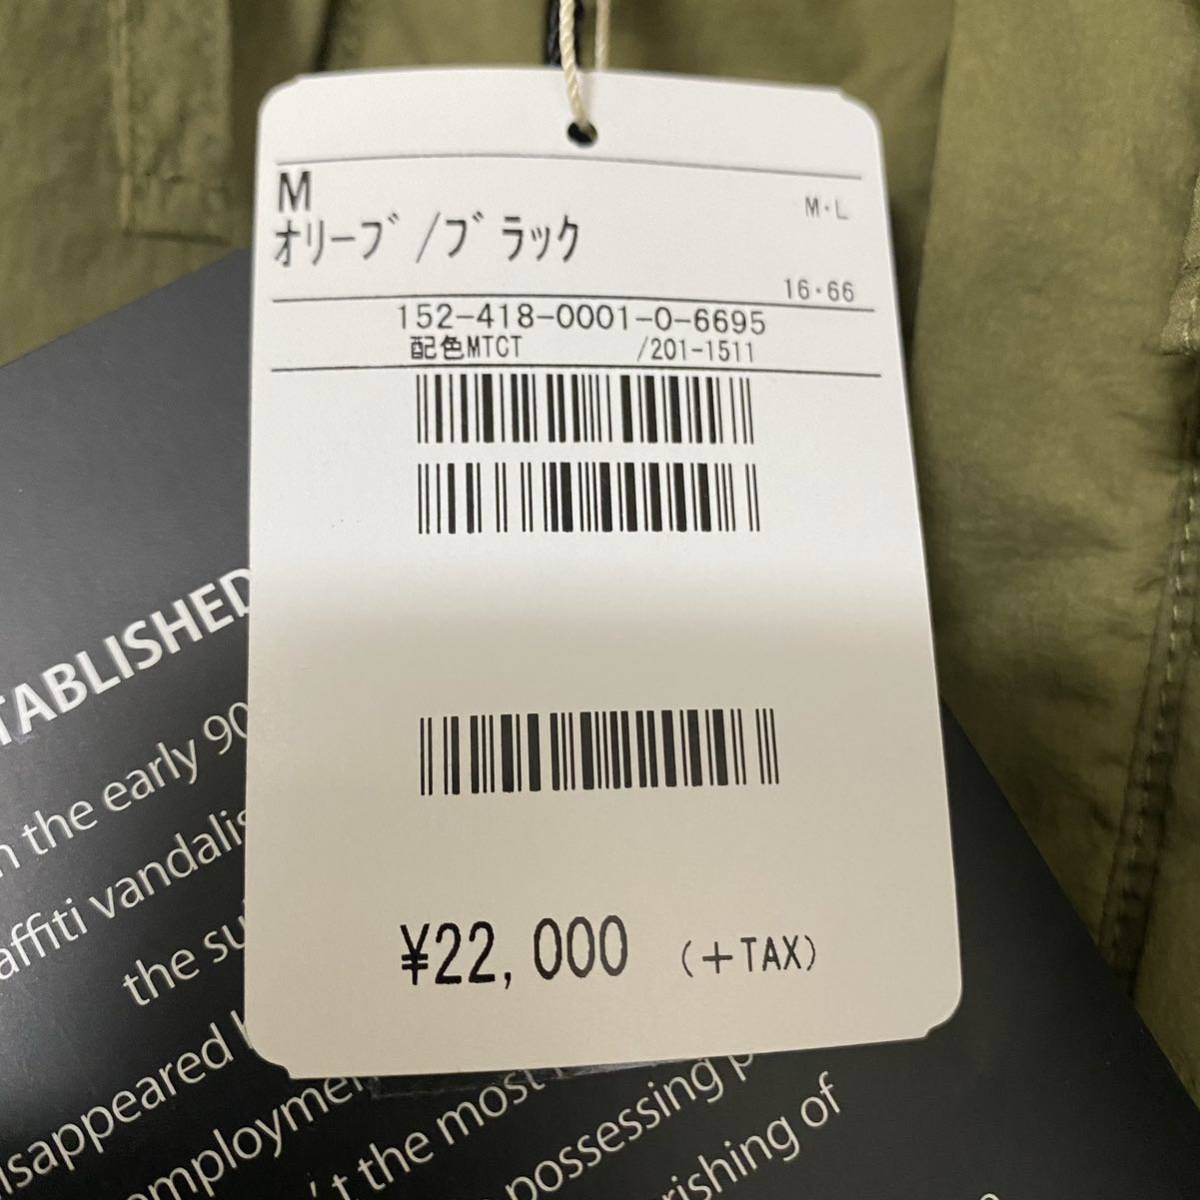 M
M・L
ｵﾘｰﾌﾞ/ﾌﾞﾗｯｸ
16・66
152-418-0001-0-6695
配色MTCT /201-1511
¥22,000 (+TAX)
TABLISHED
the early 90
affiti vandalis
the su
isappeared
employmen
't the most
possessing p
rishing of